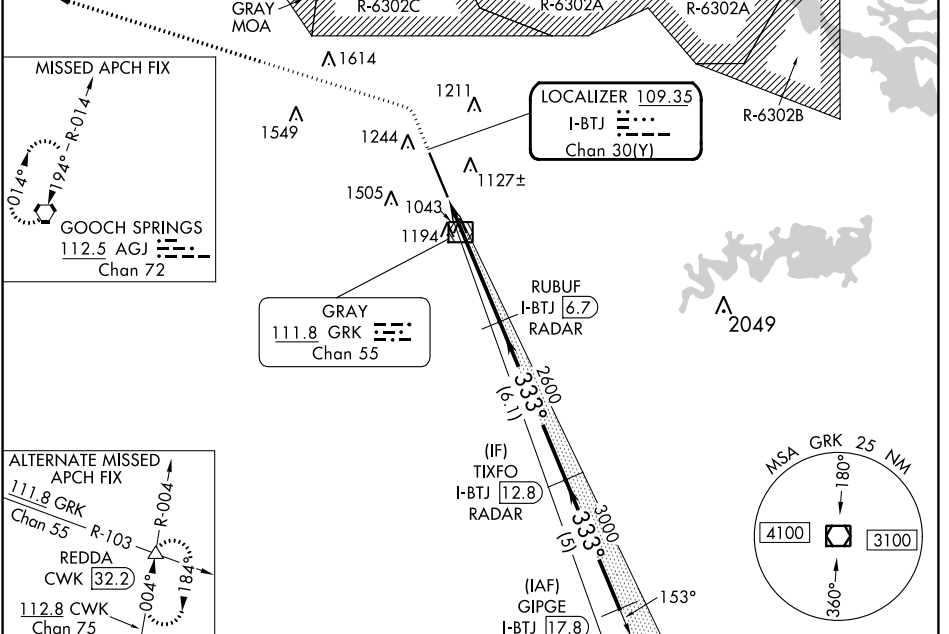 GRAY
MOA
R-6302C
R-6302A
R-6302A
R-6302B
1614
1211
1549
1244
1127±
1505
1043
1194
MISSED APCH FIX
R-014
194°
014°
GOOCH SPRINGS
112.5 AGJ
Chan 72
LOCALIZER 109.35
I-BTJ
Chan 30(Y)
GRAY
111.8 GRK
Chan 55
RUBUF
I-BTJ 6.7
RADAR
2049
2600
333°
(6.1)
(IF)
TIXFO
I-BTJ 12.8
RADAR
3000
333°
(5)
(IAF)
GIPGE
I-BTJ 17.8
153°
ALTERNATE MISSED
APCH FIX
111.8 GRK
Chan 55
R-103
R-004
REDDA
CWK 32.2
004°
184°
112.8 CWK
Chan 75
MSA GRK 25 NM
180°
4100
3100
360°